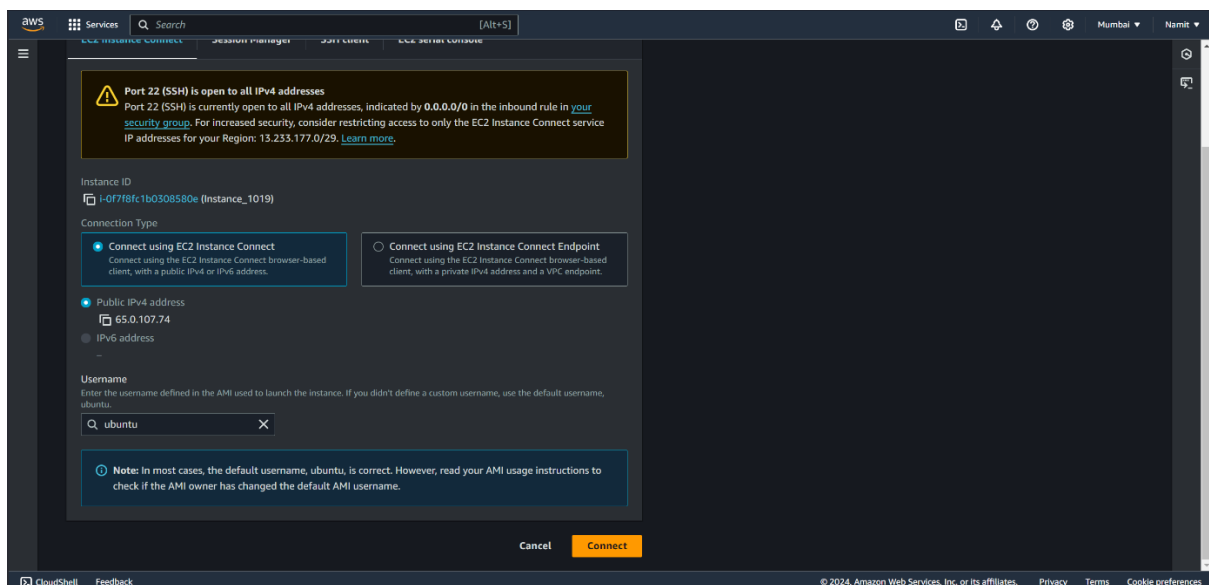 aws
Services
Search
[Alt+S]
Mumbai
Namit
EC2 Instance Connect
Session Manager
SSH client
EC2 serial console
Port 22 (SSH) is open to all IPv4 addresses
Port 22 (SSH) is currently open to all IPv4 addresses, indicated by 0.0.0.0/0 in the inbound rule in your
security group. For increased security, consider restricting access to only the EC2 Instance Connect service
IP addresses for your Region: 13.233.177.0/29. Learn more.
Instance ID
i-0f7f8fc1b0308580e (Instance_1019)
Connection Type
Connect using EC2 Instance Connect
Connect using the EC2 Instance Connect browser-based
client, with a public IPv4 or IPv6 address.
Connect using EC2 Instance Connect Endpoint
Connect using the EC2 Instance Connect browser-based
client, with a private IPv4 address and a VPC endpoint.
Public IPv4 address
65.0.107.74
IPv6 address
–
Username
Enter the username defined in the AMI used to launch the instance. If you didn't define a custom username, use the default username,
ubuntu.
ubuntu
Note: In most cases, the default username, ubuntu, is correct. However, read your AMI usage instructions to
check if the AMI owner has changed the default AMI username.
Cancel
Connect
CloudShell
Feedback
© 2024, Amazon Web Services, Inc. or its affiliates.
Privacy
Terms
Cookie preferences